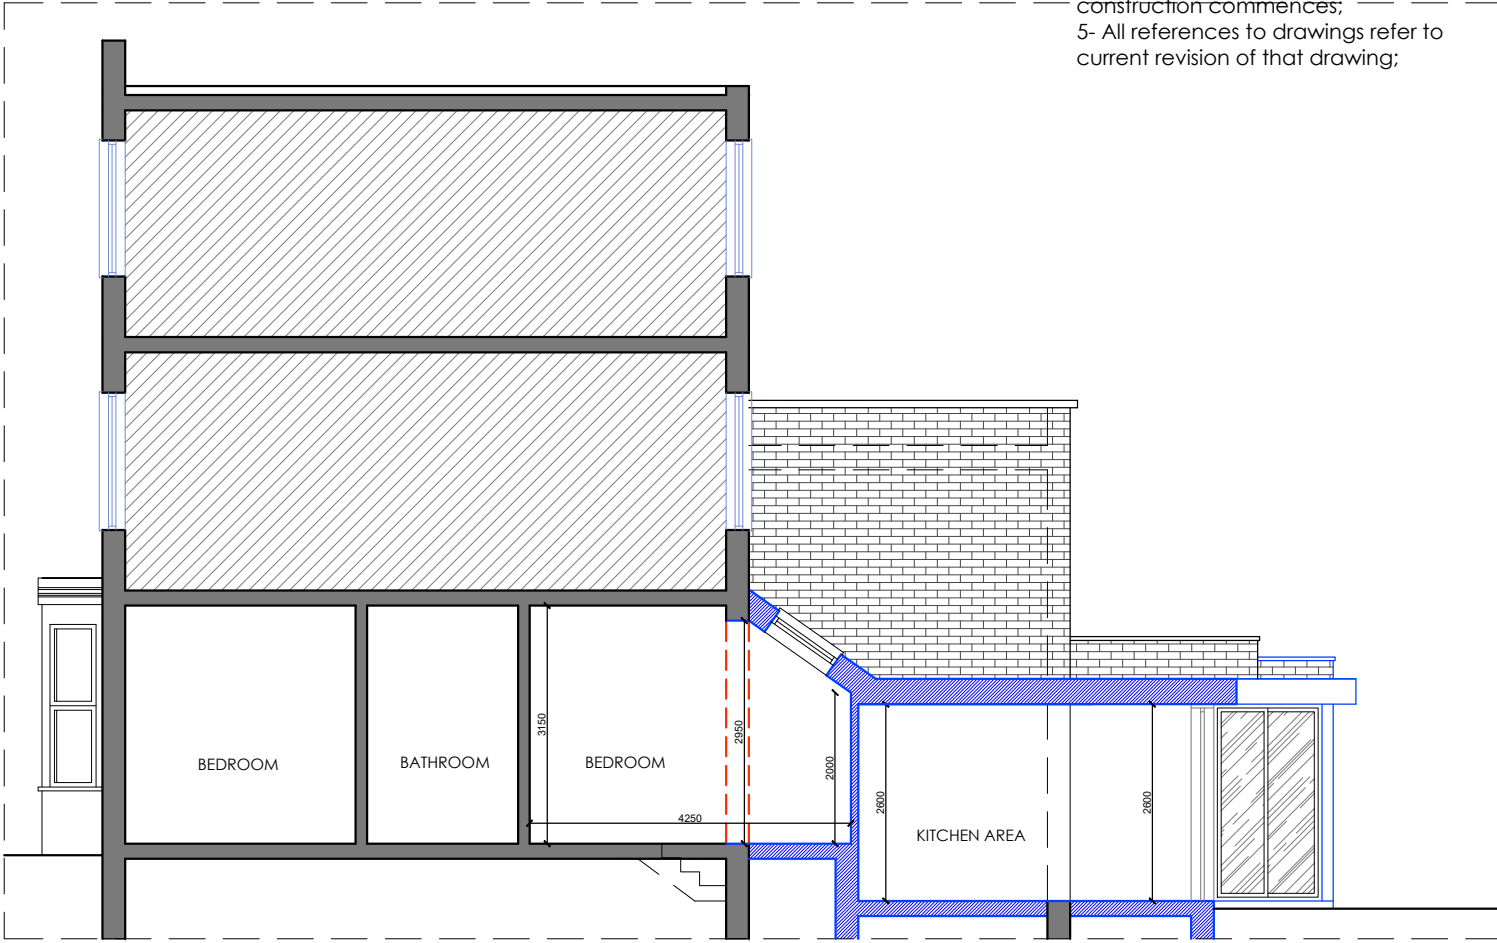 construction commences;
5- All references to drawings refer to
current revision of that drawing;
3150
2950
2000
4250
2600
2600
BEDROOM
BATHROOM
BEDROOM
KITCHEN AREA